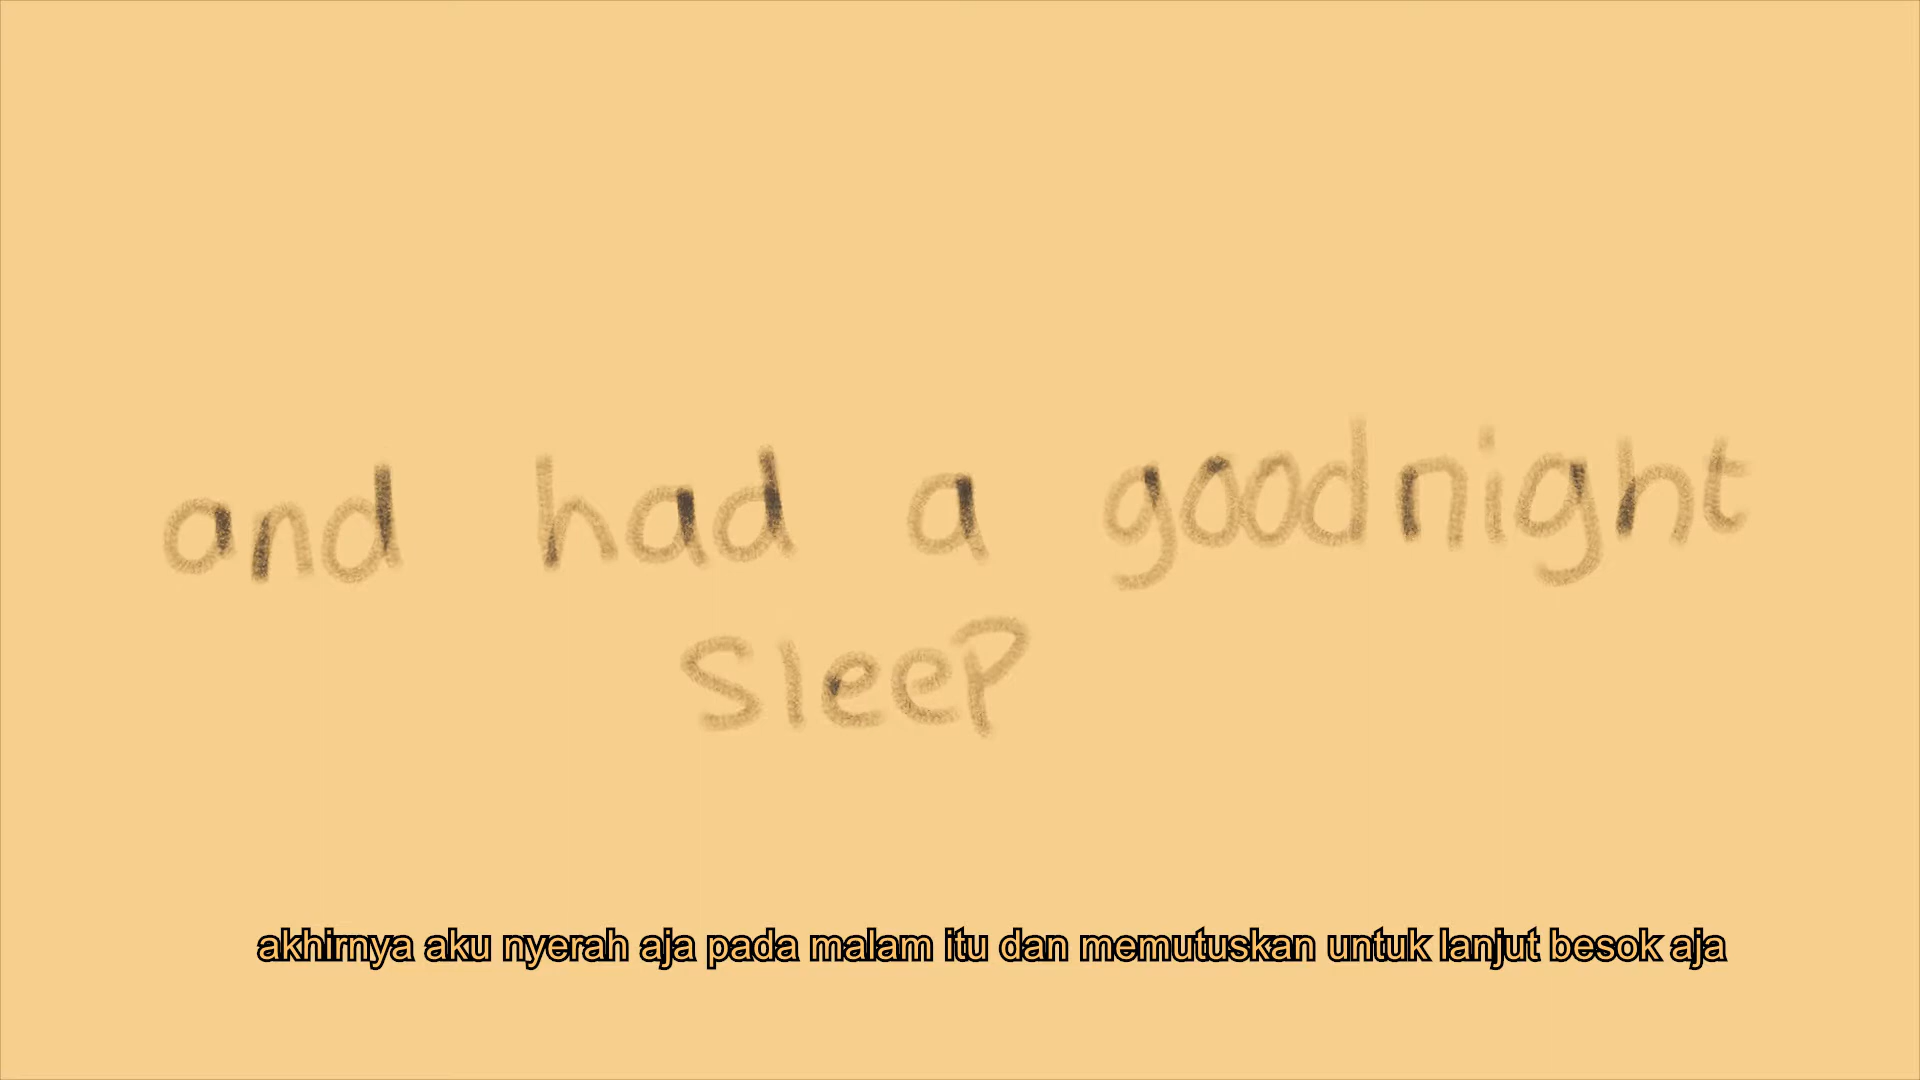 and had a goodnight
sleep
akhirnya aku nyerah aja pada malam itu dan memutuskan untuk lanjut besok aja